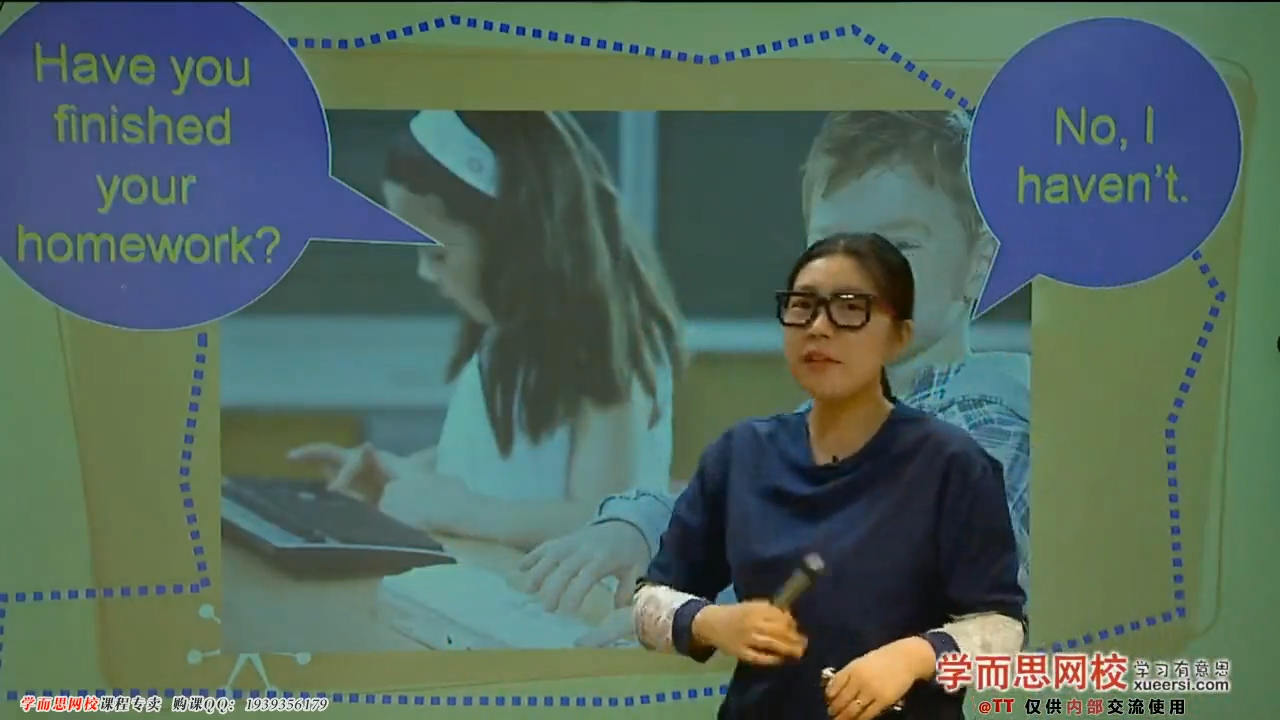 Have you
finished
your
homework?
No, I
haven't.
学而思网校 学习有意思
xueersi.com
学而思网校课程专卖 购课QQ：1939356179
@TT 仅供内部交流使用